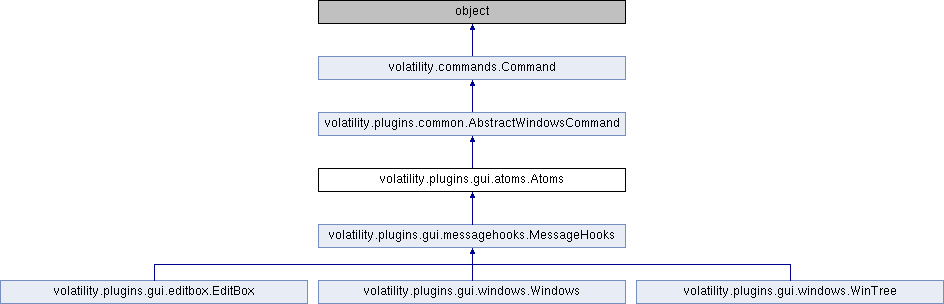 object
volatility.commands.Command
volatility.plugins.common.AbstractWindowsCommand
volatility.plugins.gui.atoms.Atoms
volatility.plugins.gui.messagehooks.MessageHooks
volatility.plugins.gui.editbox.EditBox
volatility.plugins.gui.windows.Windows
volatility.plugins.gui.windows.WinTree